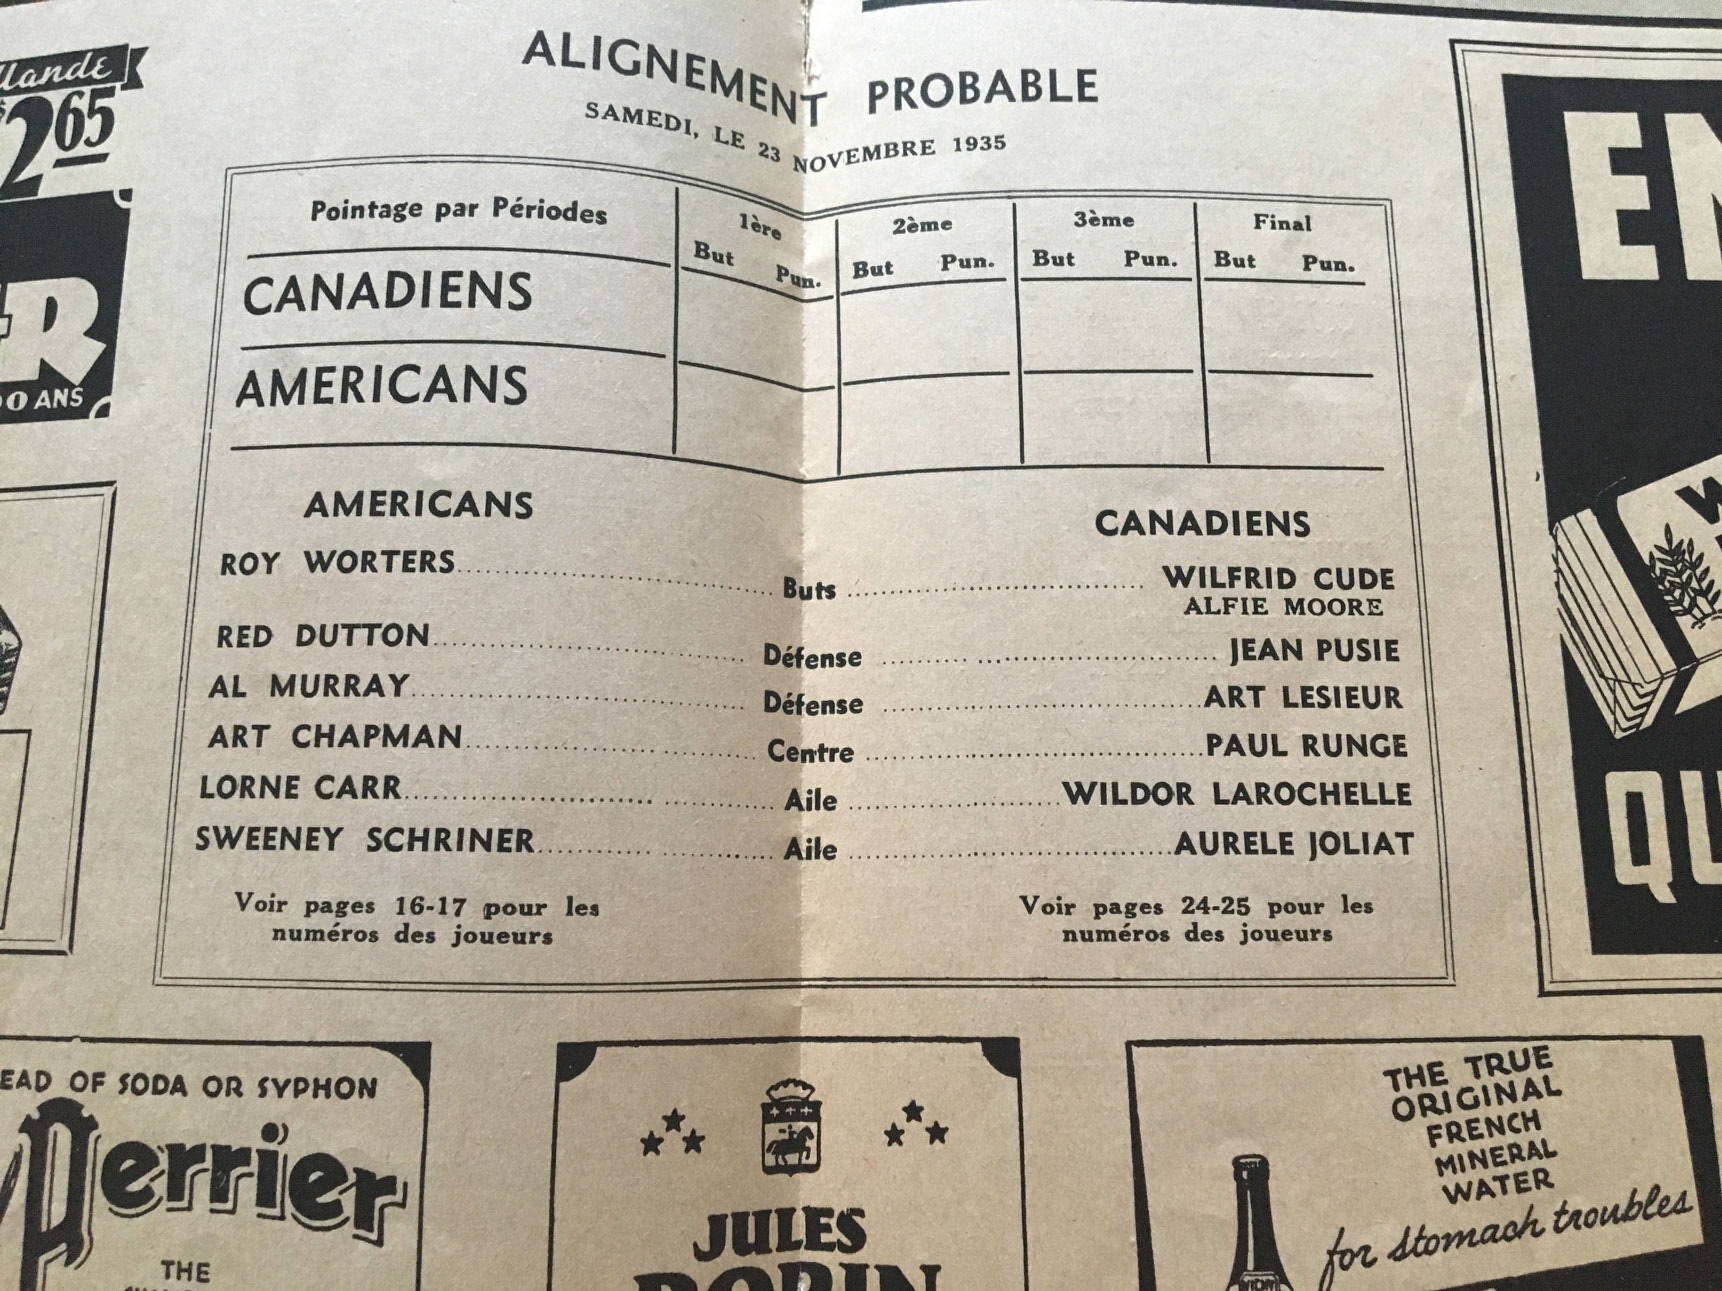 ALIGNEMENT PROBABLE
SAMEDI, LE 23 NOVEMBRE 1935
Pointage par Périodes 1ère 2ème 3ème Final
But Pun. But Pun. But Pun. But Pun.
CANADIENS
AMERICANS
AMERICANS CANADIENS
ROY WORTERS Buts WILFRID CUDE
ALFIE MOORE
RED DUTTON Défense JEAN PUSIE
AL MURRAY Défense ART LESIEUR
ART CHAPMAN Centre PAUL RUNGE
LORNE CARR Aile WILDOR LAROCHELLE
SWEENEY SCHRINER Aile AURELE JOLIAT
Voir pages 16-17 pour les
numéros des joueurs
Voir pages 24-25 pour les
numéros des joueurs
$2.65
ANS
OF SODA OR SYPHON
Perrier
THE
JULES
ROBIN
THE TRUE
ORIGINAL
FRENCH
MINERAL
WATER
for stomach troubles
VICHY